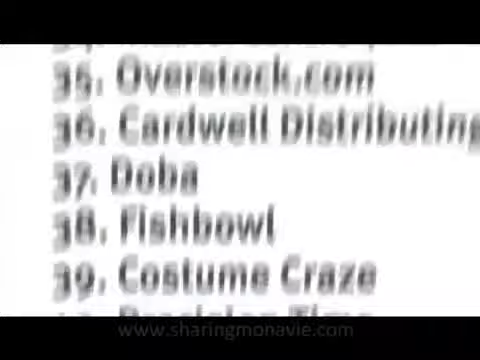 35. Overstock.com
36. Cardwell Distributing
37. Doba
38. Fishbowl
39. Costume Craze
www.sharingmonavie.com